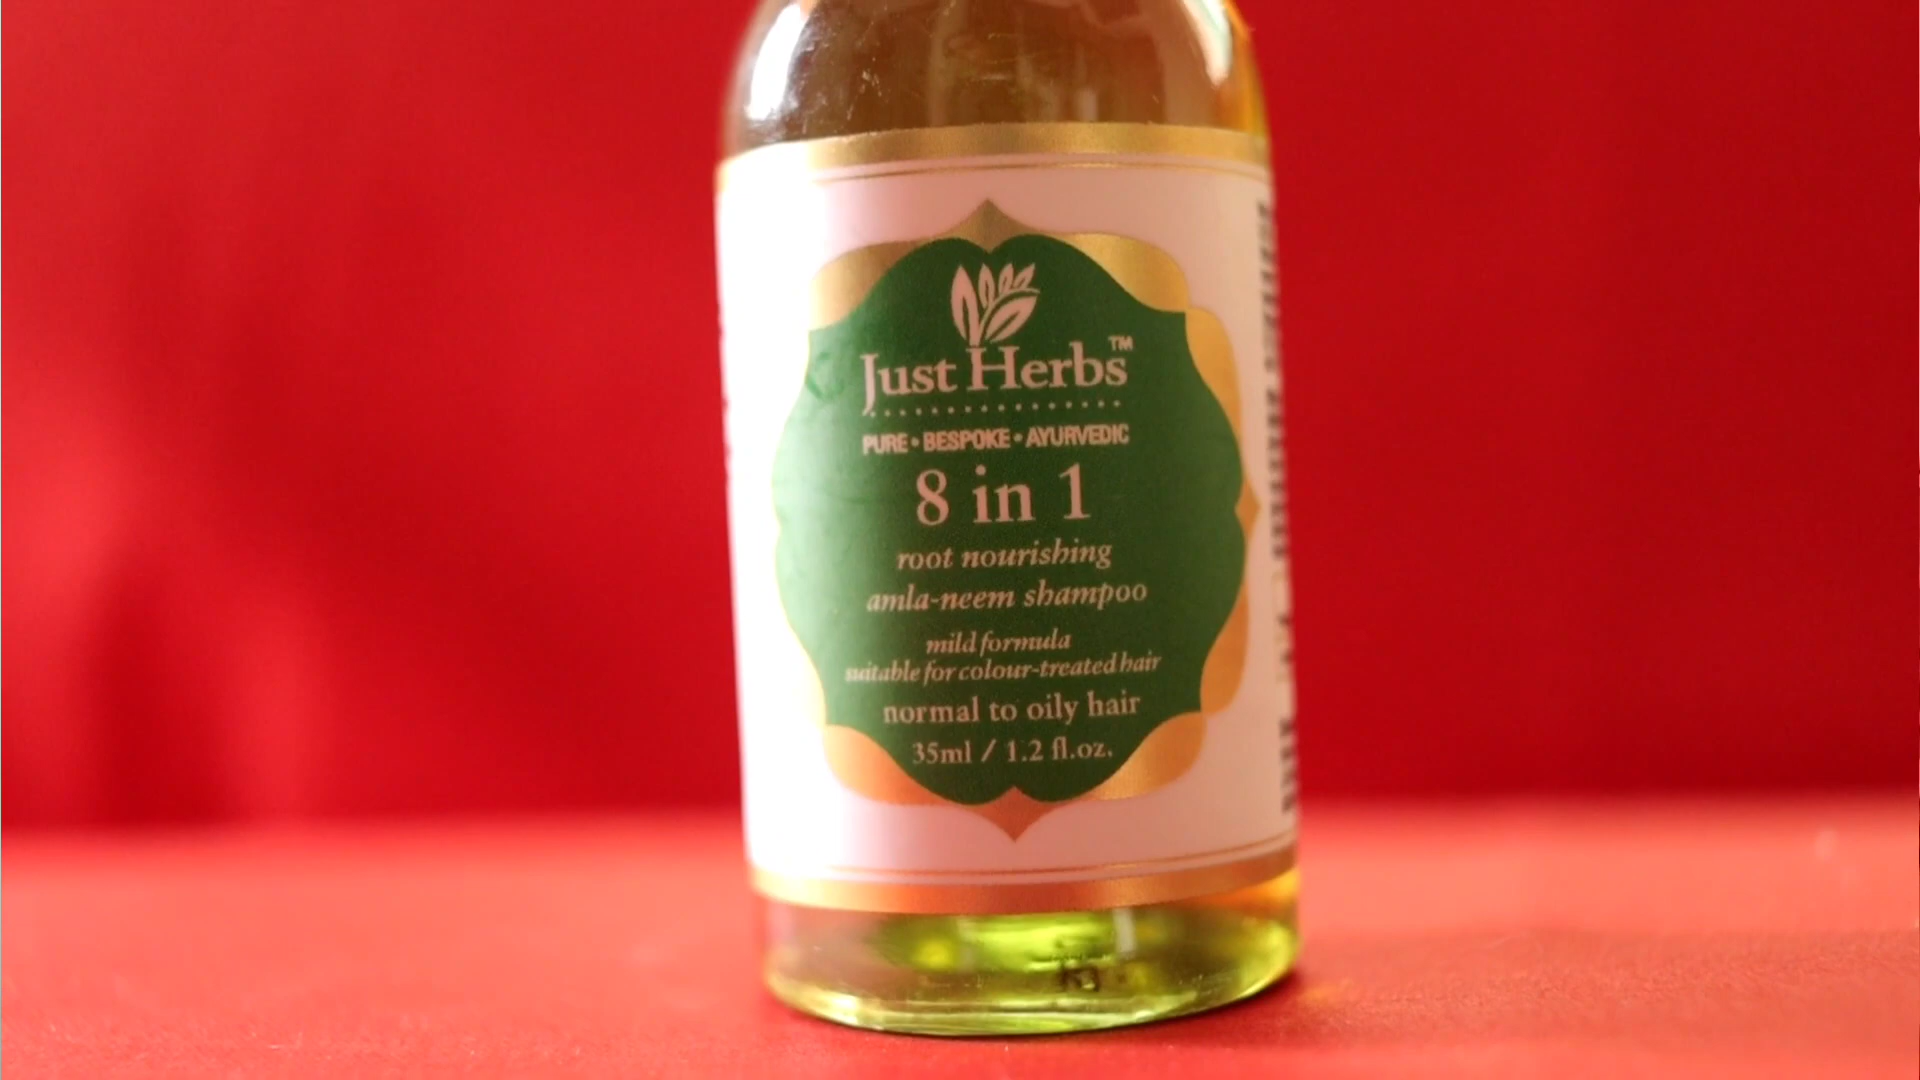 Just Herbs™
PURE • BESPOKE • AYURVEDIC
8 in 1
root nourishing
amla-neem shampoo
mild formula
suitable for colour-treated hair
normal to oily hair
35ml / 1.2 fl.oz.